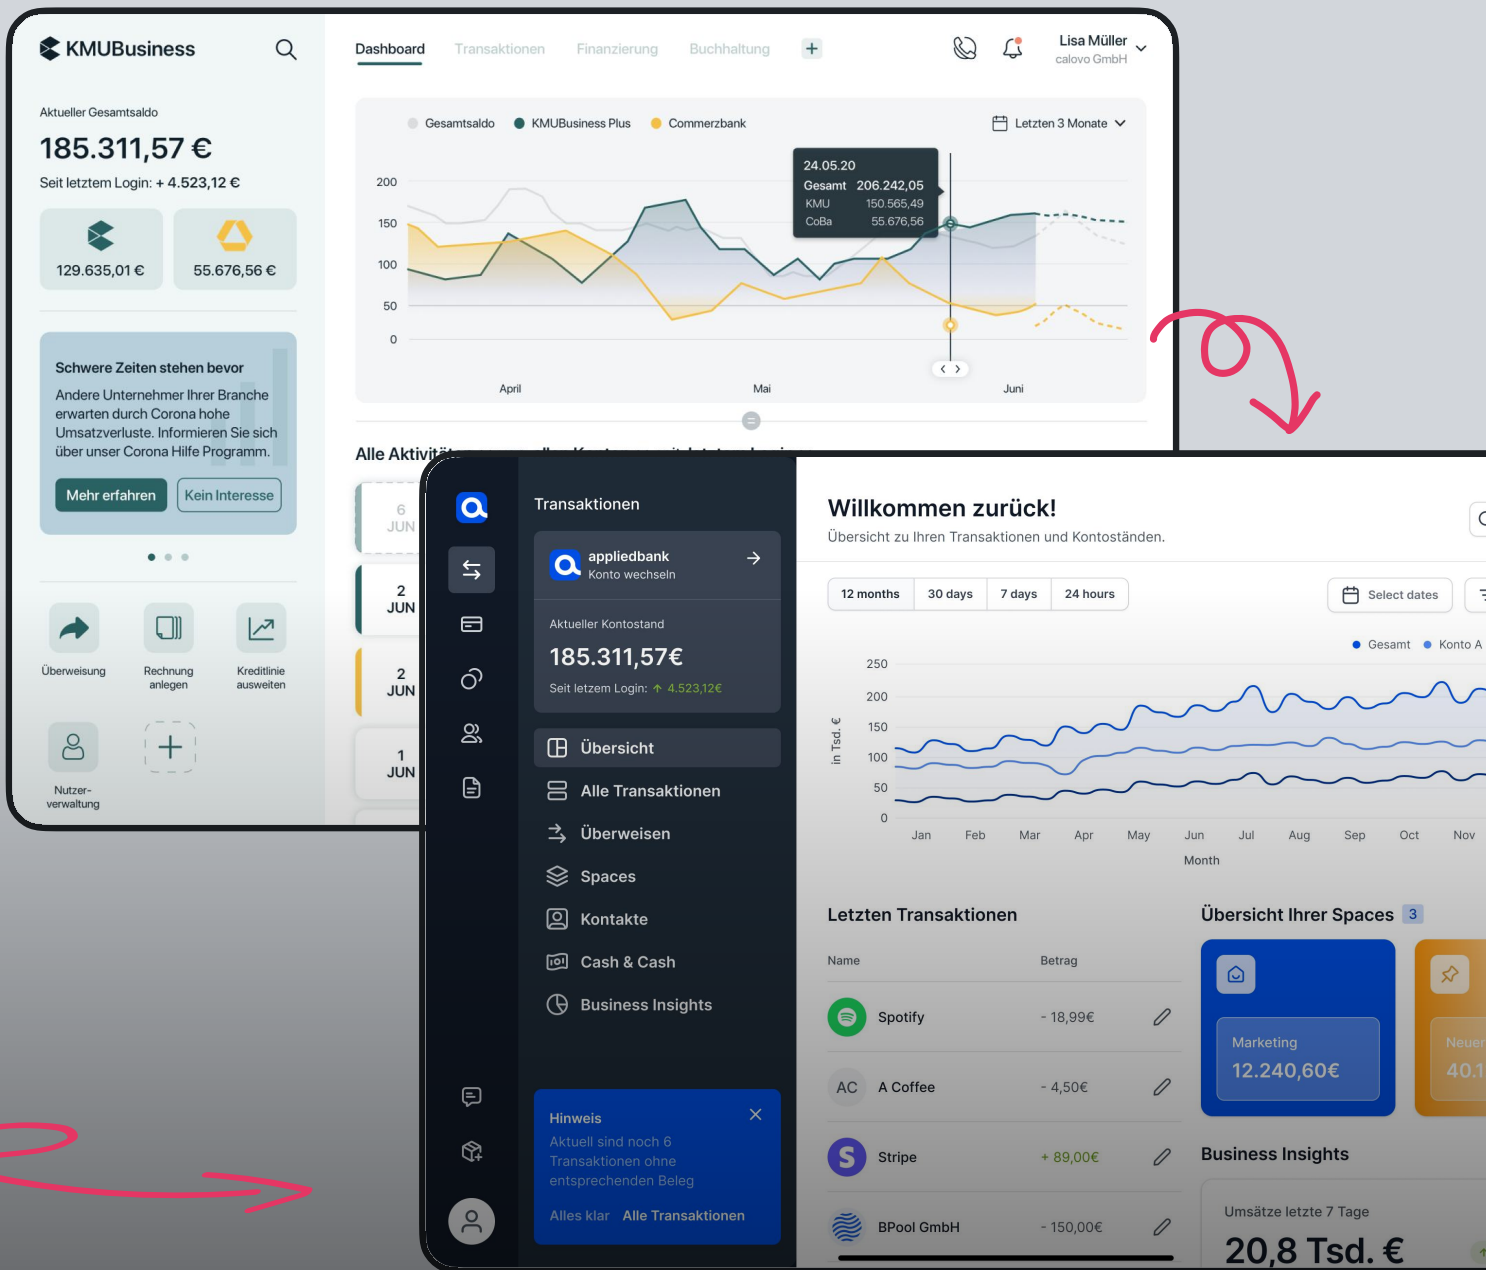 KMUBusiness
Dashboard
Transaktionen
Finanzierung
Buchhaltung
Lisa Müller
calovo GmbH
Aktueller Gesamtsaldo
185.311,57 €
Seit letztem Login: + 4.523,12 €
129.635,01 €
55.676,56 €
Schwere Zeiten stehen bevor
Andere Unternehmer Ihrer Branche
erwarten durch Corona hohe
Umsatzverluste. Informieren Sie sich
über unser Corona Hilfe Programm.
Mehr erfahren
Kein Interesse
Überweisung
Rechnung
anlegen
Kreditlinie
ausweiten
Nutzer-
verwaltung
Gesamtsaldo
KMUBusiness Plus
Commerzbank
Letzten 3 Monate
24.05.20
Gesamt 206.242,05
KMU 150.565,49
CoBa 55.676,56
200
150
100
50
0
April
Mai
Juni
Alle
6
JUN
2
JUN
2
JUN
1
JUN
Transaktionen
appliedbank
Konto wechseln
Aktueller Kontostand
185.311,57€
Seit letzem Login: 4.523,12€
Übersicht
Alle Transaktionen
Überweisen
Spaces
Kontakte
Cash & Cash
Business Insights
Hinweis
Aktuell sind noch 6
Transaktionen ohne
entsprechenden Beleg
Alles klar
Alle Transaktionen
Willkommen zurück!
Übersicht zu Ihren Transaktionen und Kontoständen.
12 months
30 days
7 days
24 hours
Select dates
Gesamt
Konto A
in Tsd. €
250
200
150
100
50
0
Jan
Feb
Mar
Apr
May
Jun
Jul
Aug
Sep
Oct
Nov
Month
Letzten Transaktionen
Name
Betrag
Spotify
- 18,99€
AC
A Coffee
- 4,50€
S
Stripe
+ 89,00€
BPool GmbH
- 150,00€
Übersicht Ihrer Spaces 3
Marketing
12.240,60€
Neuer
40.1
Business Insights
Umsätze letzte 7 Tage
20,8 Tsd. €